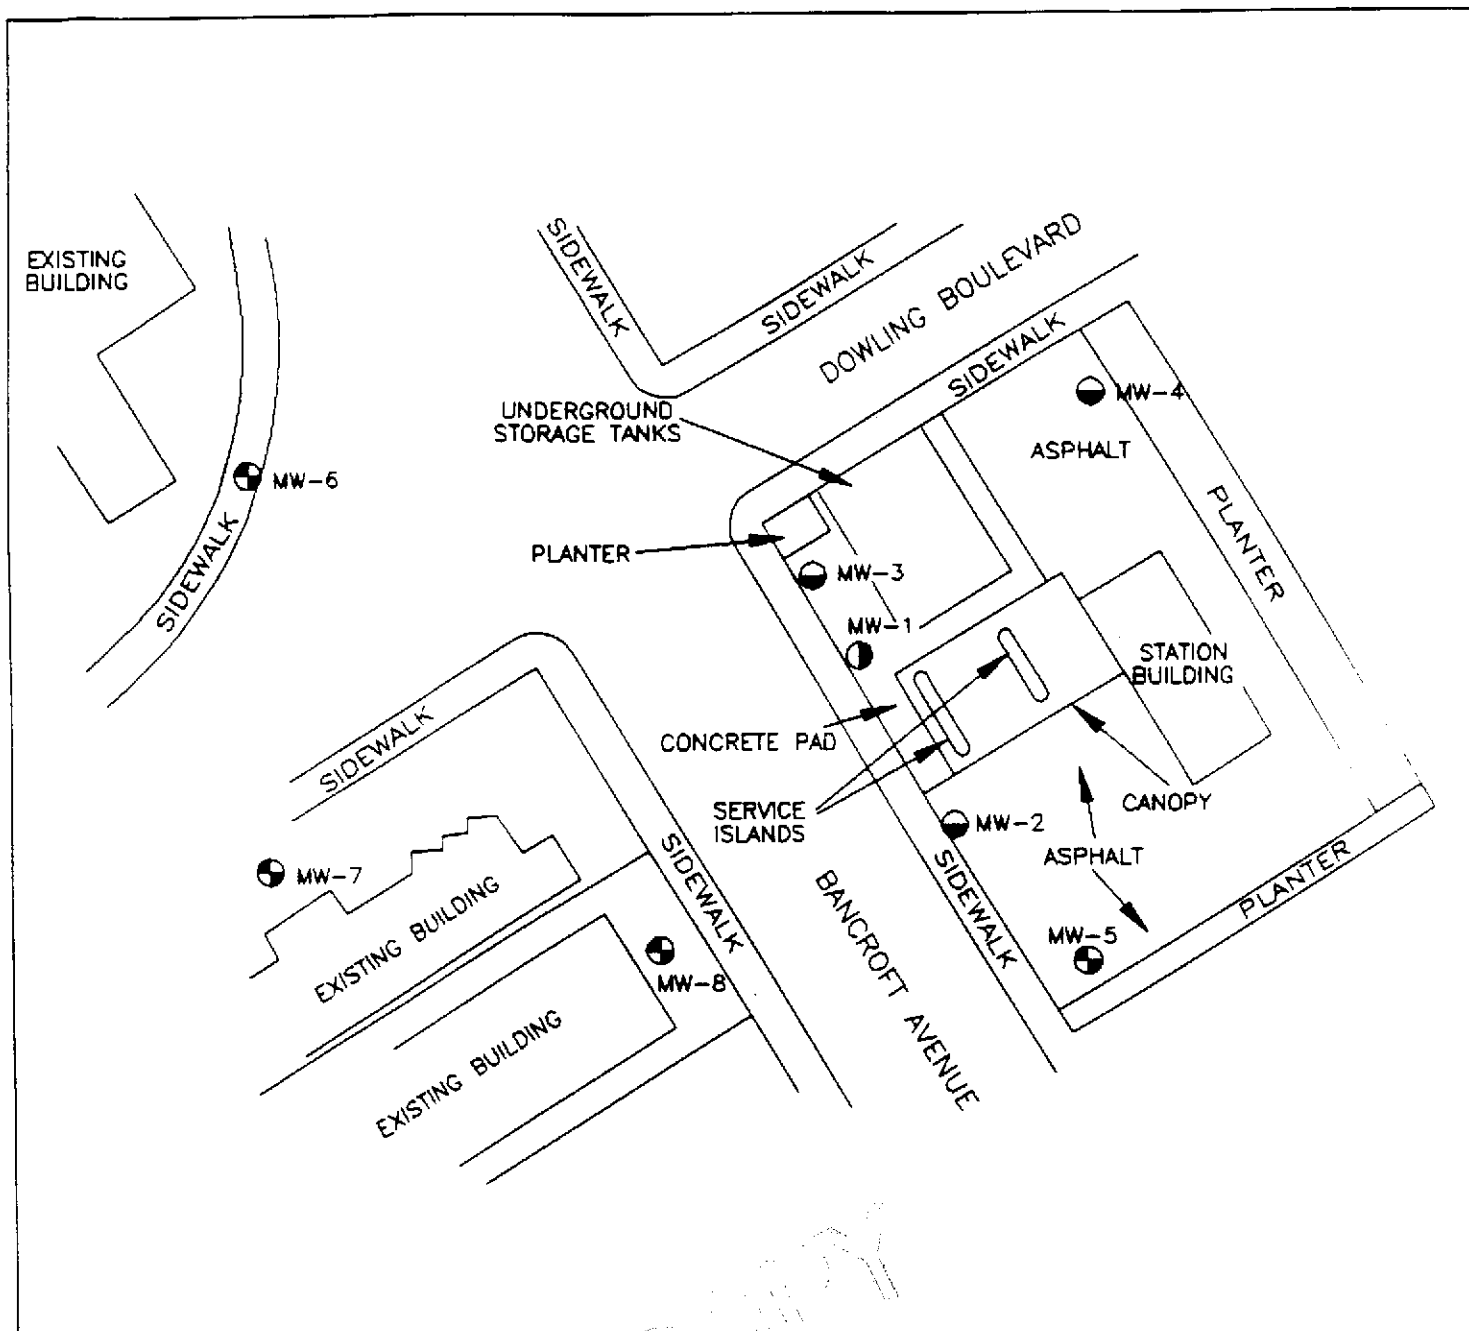 EXISTING
BUILDING
SIDEWALK
SIDEWALK
DOWLING BOULEVARD
SIDEWALK
UNDERGROUND
STORAGE TANKS
MW-4
ASPHALT
MW-6
PLANTER
SIDEWALK
PLANTER
MW-3
MW-1
STATION
BUILDING
SIDEWALK
CONCRETE PAD
SERVICE
ISLANDS
CANOPY
MW-2
ASPHALT
MW-7
SIDEWALK
SIDEWALK
PLANTER
BANCROFT AVENUE
EXISTING BUILDING
MW-5
MW-8
EXISTING BUILDING